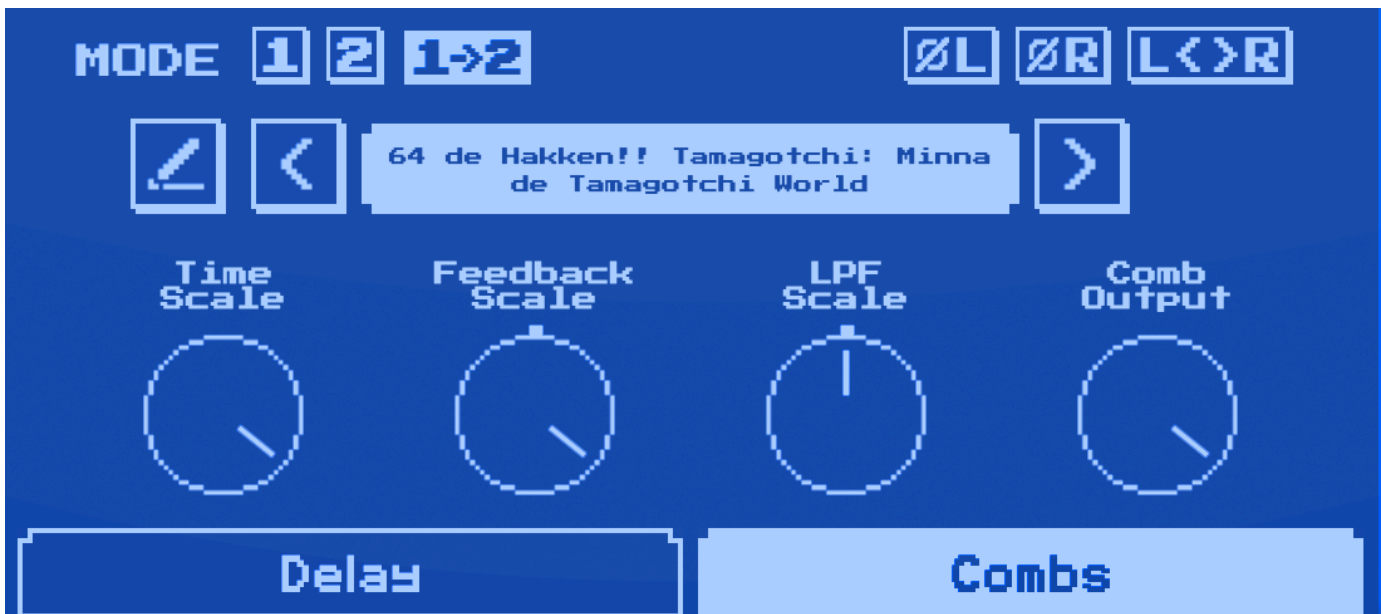 MODE 1 2 1→2 ØL ØR L<>R
< 64 de Hakken!! Tamagotchi: Minna >
de Tamagotchi World
Time Feedback LPF Comb
Scale Scale Scale Output
Delay Combs